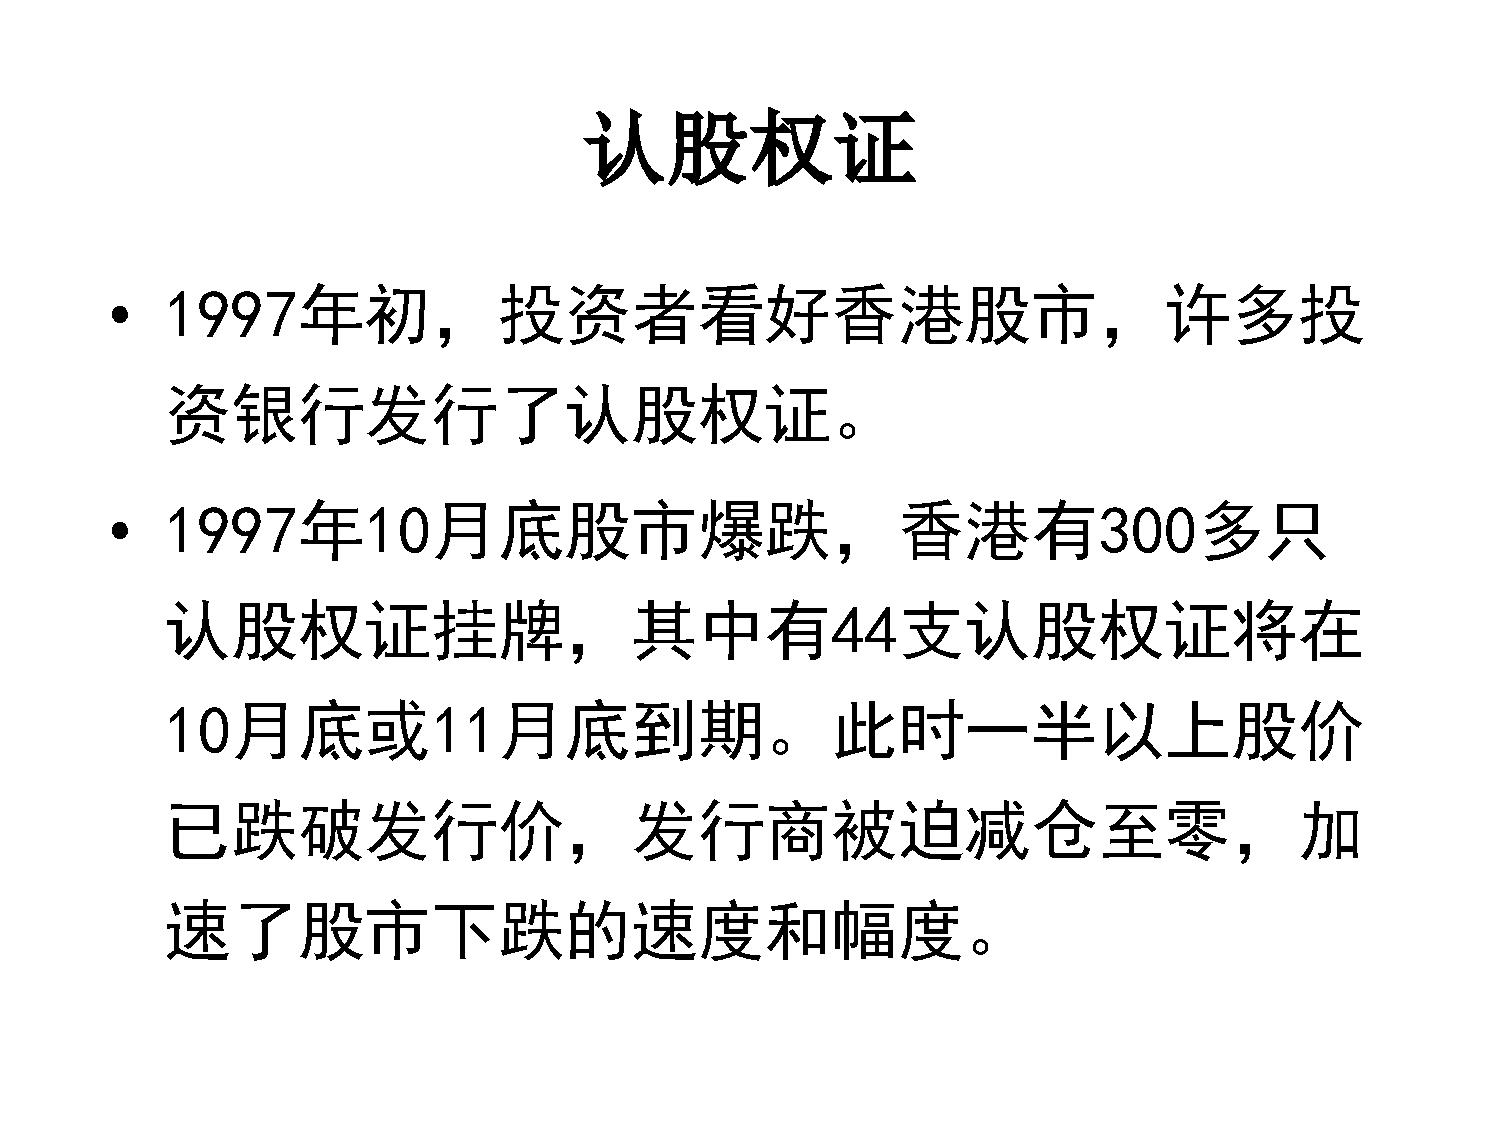 认股权证
• 1997年初，投资者看好香港股市，许多投
资银行发行了认股权证。
• 1997年10月底股市爆跌，香港有300多只
认股权证挂牌，其中有44支认股权证将在
10月底或11月底到期。此时一半以上股价
已跌破发行价，发行商被迫减仓至零，加
速了股市下跌的速度和幅度。